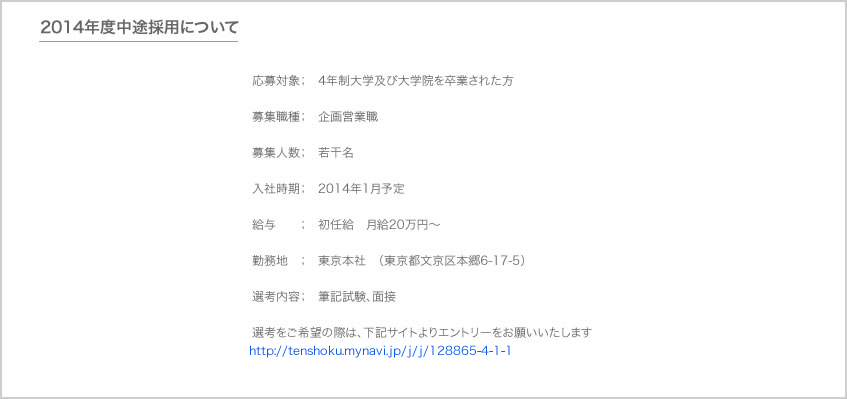 2014年度中途採用について
応募対象； 4年制大学及び大学院を卒業された方
募集職種； 企画営業職
募集人数； 若干名
入社時期； 2014年1月予定
給与　　； 初任給　月給20万円～
勤務地　； 東京本社　（東京都文京区本郷6-17-5）
選考内容； 筆記試験、面接
選考をご希望の際は、下記サイトよりエントリーをお願いいたします
http://tenshoku.mynavi.jp/j/j/128865-4-1-1